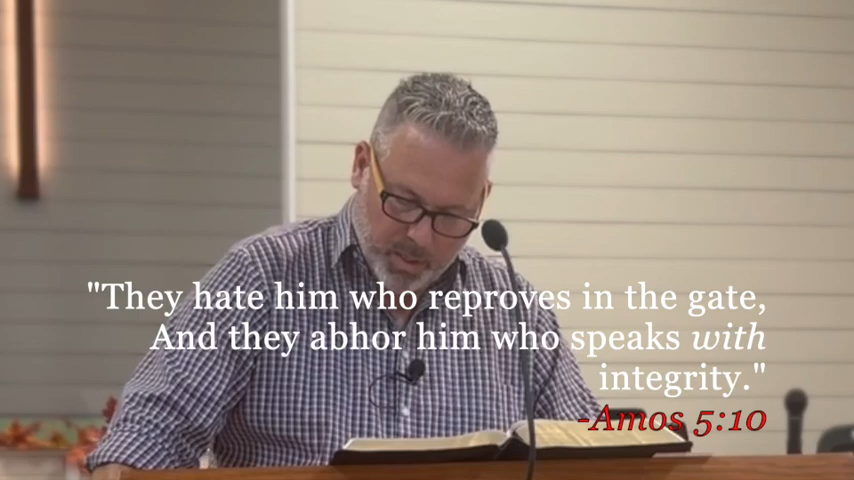 "They hate him who reproves in the gate,
And they abhor him who speaks with
integrity."
-Amos 5:10